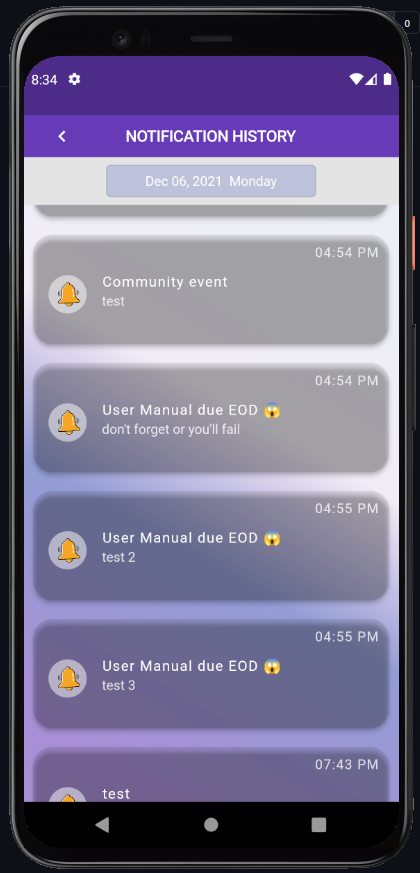 0
8:34
NOTIFICATION HISTORY
Dec 06, 2021 Monday
04:54 PM
Community event
test
04:54 PM
User Manual due EOD 😱
don't forget or you'll fail
04:55 PM
User Manual due EOD 😱
test 2
04:55 PM
User Manual due EOD 😱
test 3
07:43 PM
test